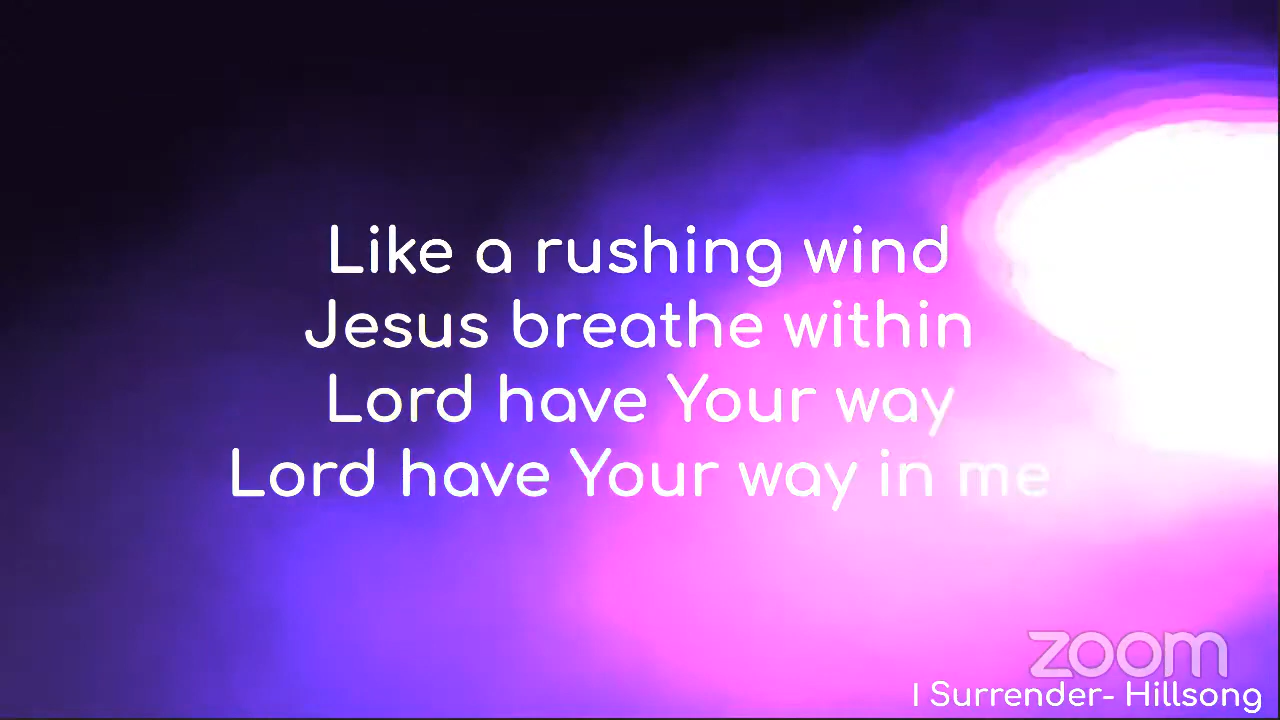 Like a rushing wind
Jesus breathe within
Lord have Your way
Lord have Your way in me
zoom
I Surrender- Hillsong